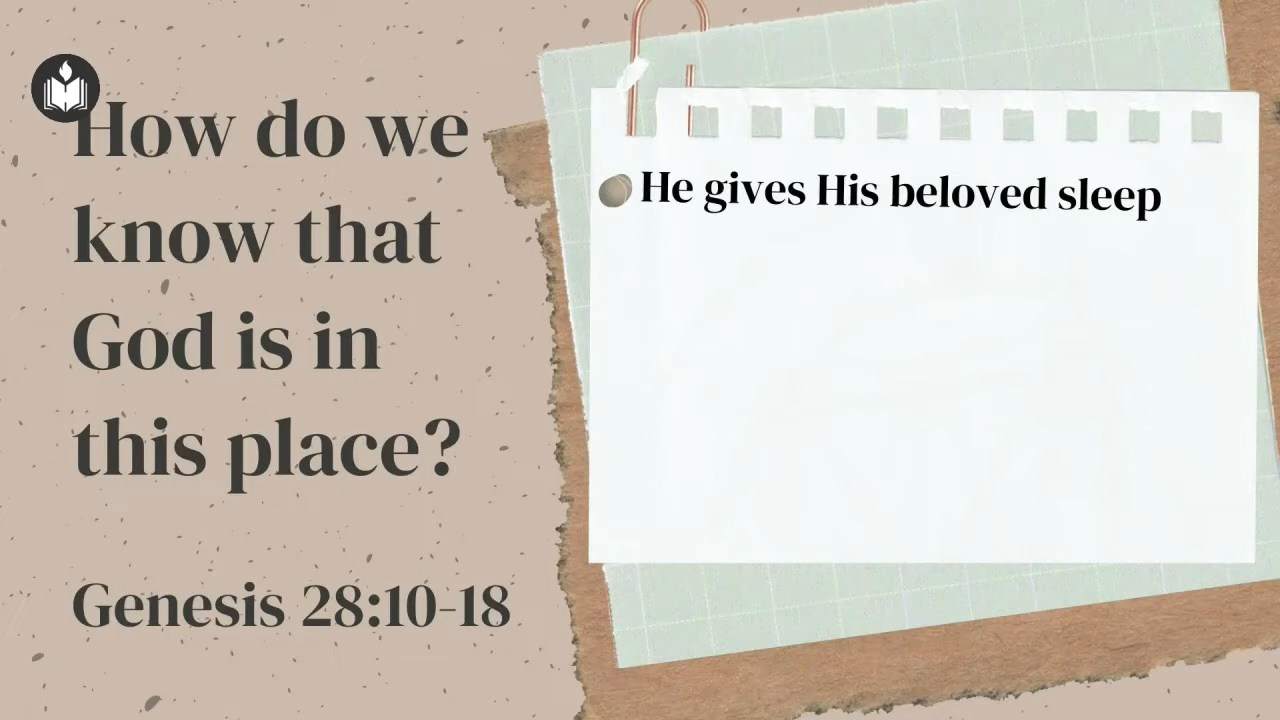 How do we
know that
God is in
this place?
Genesis 28:10-18
He gives His beloved sleep